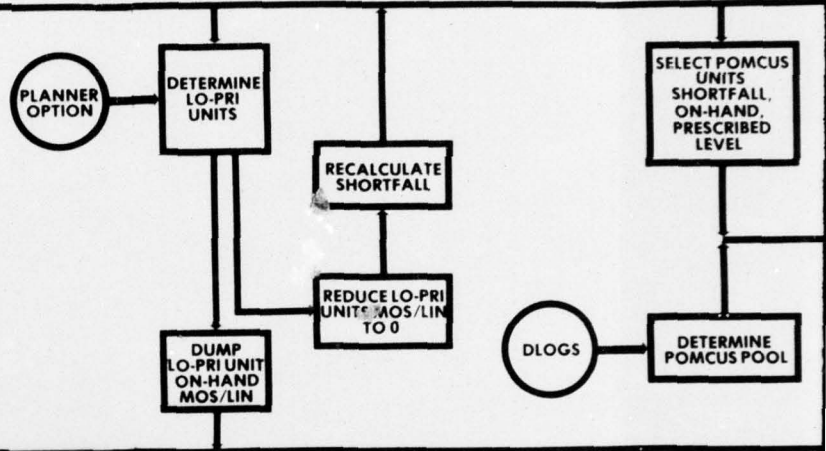 PLANNER
OPTION
DETERMINE
LO-PRI
UNITS
RECALCULATE
SHORTFALL
REDUCE LO-PRI
UNITS MOS/LIN
TO 0
DUMP
LO-PRI UNIT
ON-HAND
MOS/LIN
SELECT POMCUS
UNITS
SHORTFALL,
ON-HAND,
PRESCRIBED
LEVEL
DLOGS
DETERMINE
POMCUS POOL